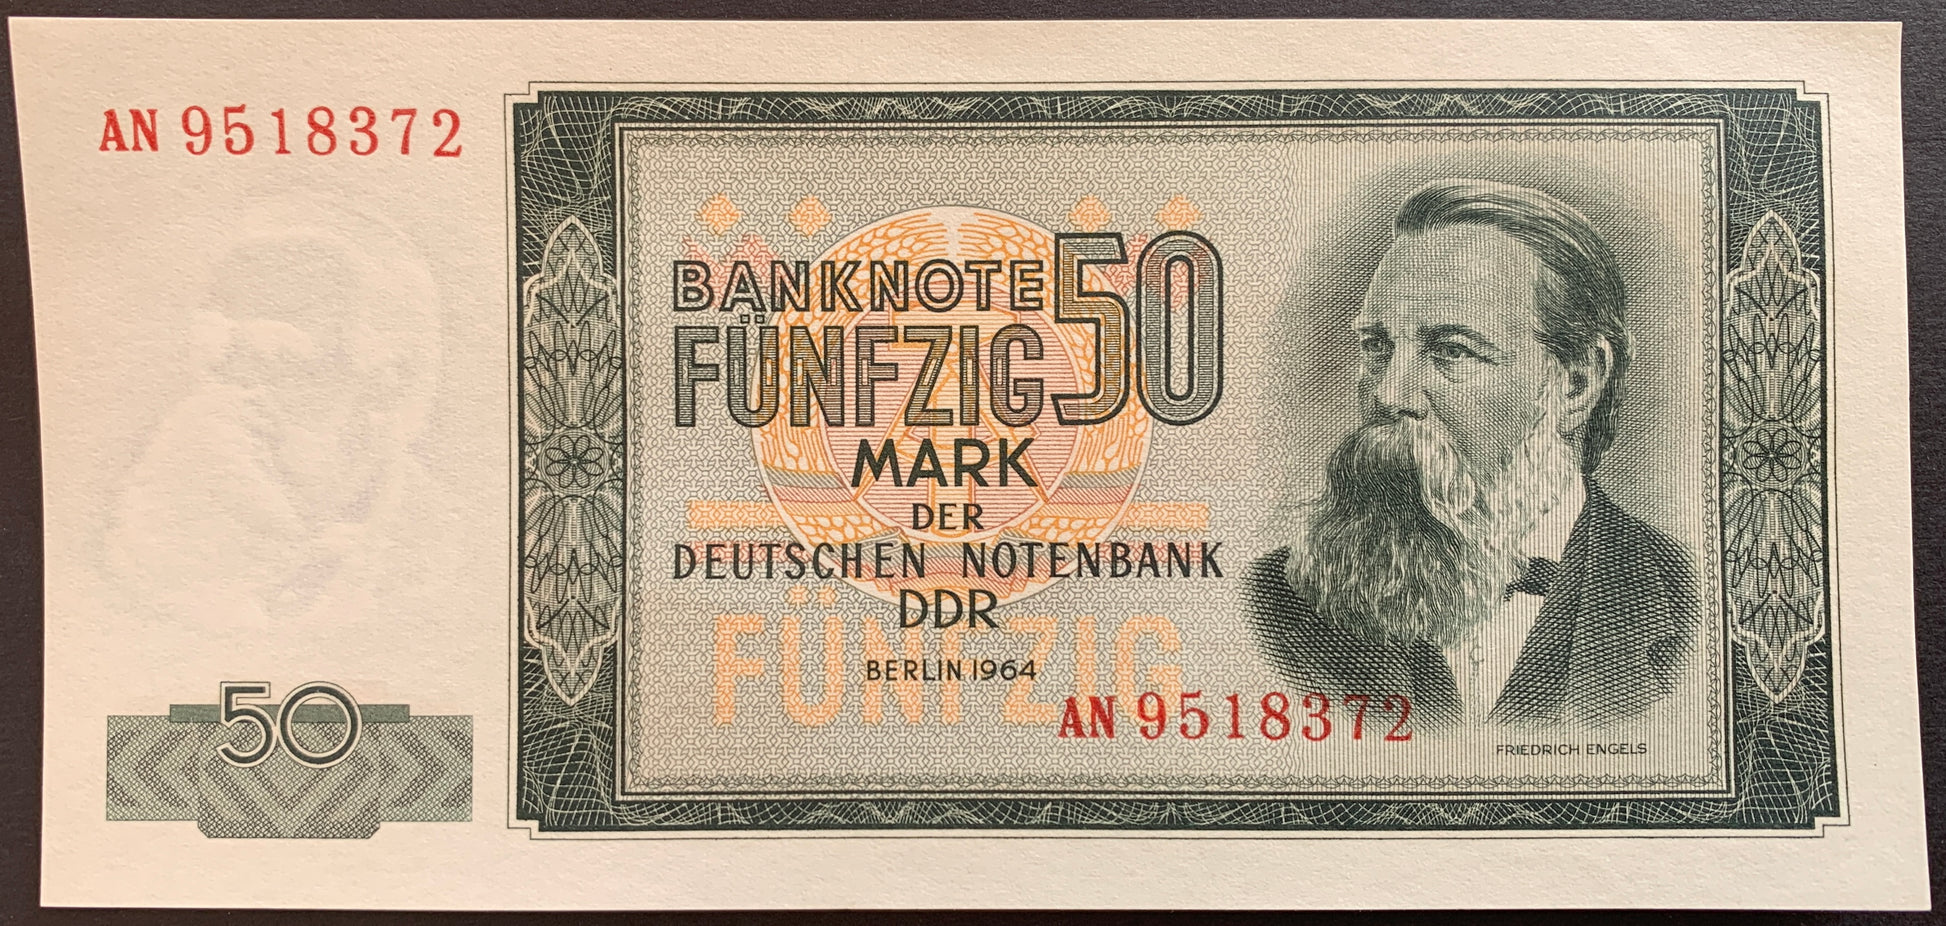 AN 9518372
BANKNOTE 50
FÜNFZIG
MARK
DER
DEUTSCHEN NOTENBANK
DDR
FÜNFZIG
BERLIN 1964
AN 9518372
FRIEDRICH ENGELS
50